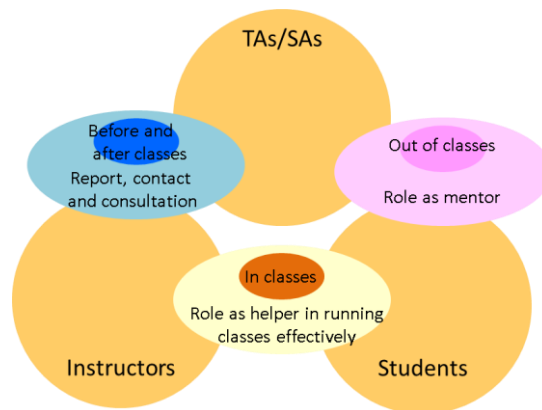 TAs/SAs
Before and
after classes
Report, contact
and consultation
Out of classes
Role as mentor
In classes
Role as helper in running
classes effectively
Instructors
Students